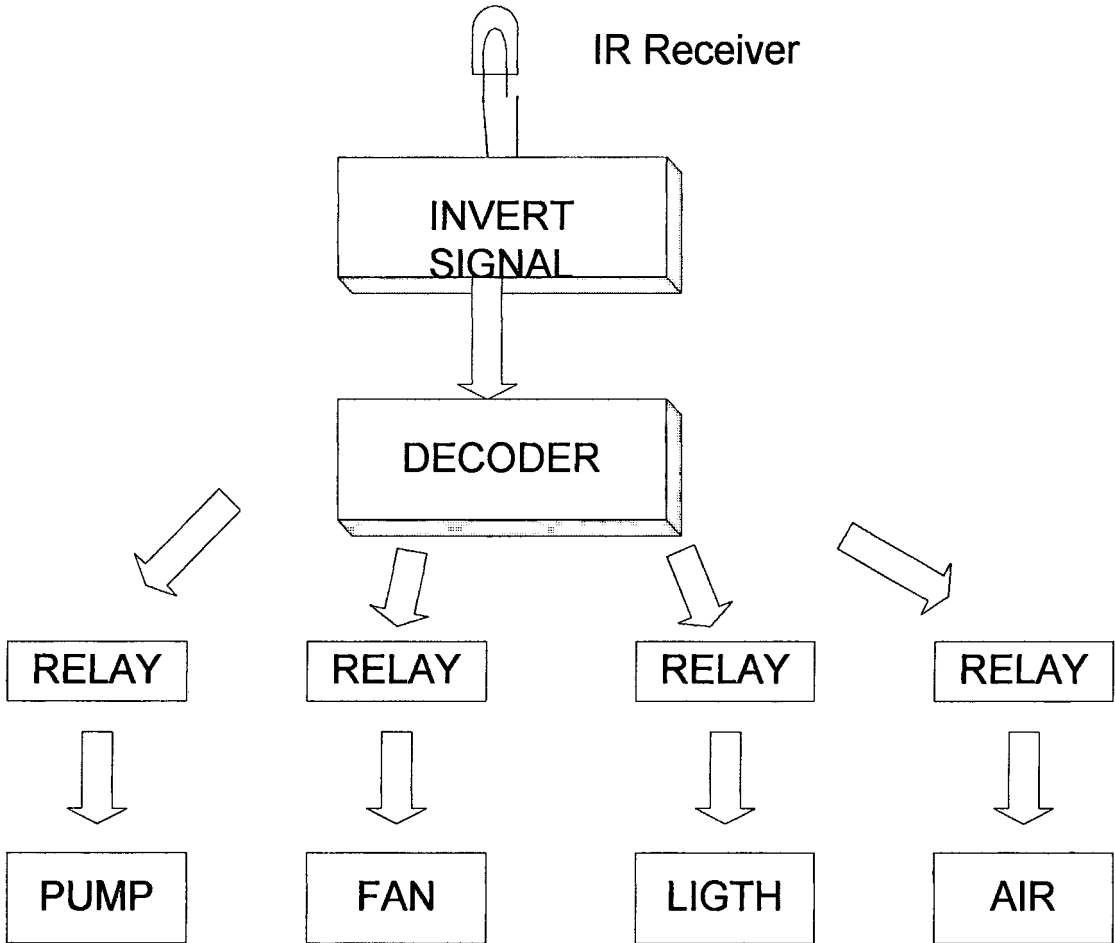 IR Receiver
INVERT
SIGNAL
DECODER
RELAY RELAY RELAY RELAY
PUMP FAN LIGTH AIR